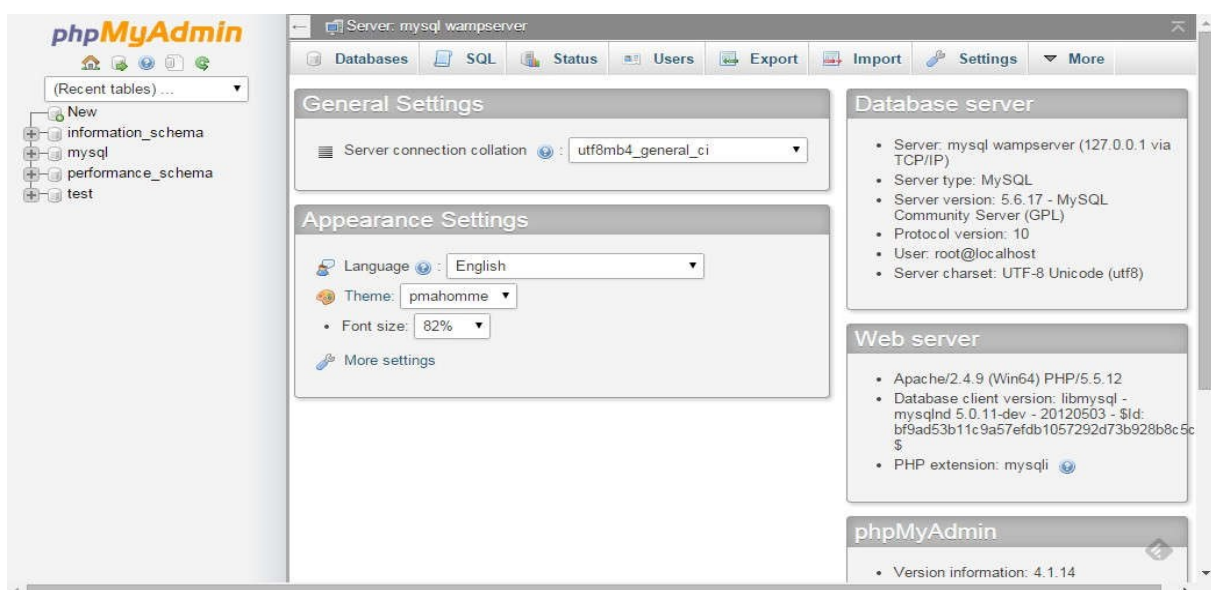 phpMyAdmin
(Recent tables) ...
New
information_schema
mysql
performance_schema
test
Server: mysql wampserver
Databases SQL Status Users Export Import Settings More
General Settings
Server connection collation : utf8mb4_general_ci
Appearance Settings
Language : English
Theme: pmahomme
Font size: 82%
More settings
Database server
Server: mysql wampserver (127.0.0.1 via
TCP/IP)
Server type: MySQL
Server version: 5.6.17 - MySQL
Community Server (GPL)
Protocol version: 10
User: root@localhost
Server charset: UTF-8 Unicode (utf8)
Web server
Apache/2.4.9 (Win64) PHP/5.5.12
Database client version: libmysql -
mysqlnd 5.0.11-dev - 20120503 - $Id:
bf9ad53b11c9a57efdb1057292d73b928b8c5c
$
PHP extension: mysqli
phpMyAdmin
Version information: 4.1.14